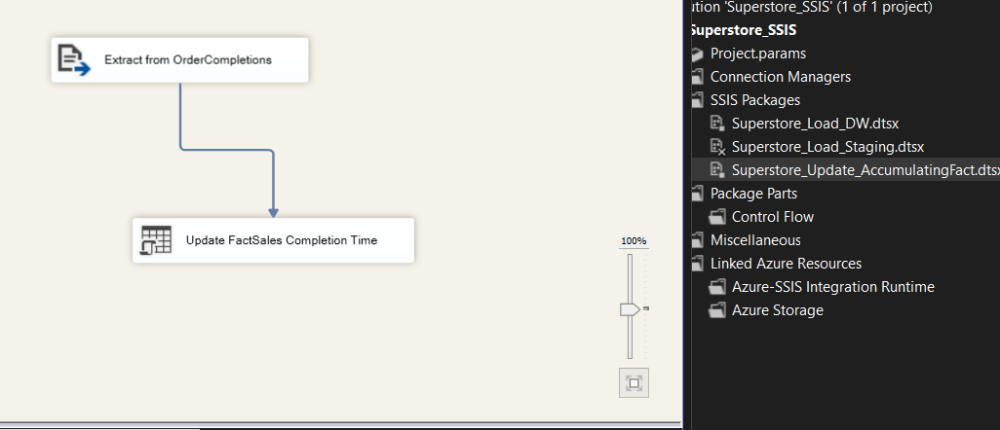 Extract from OrderCompletions
Update FactSales Completion Time
100%
ution 'Superstore_SSIS' (1 of 1 project)
Superstore_SSIS
Project.params
Connection Managers
SSIS Packages
Superstore_Load_DW.dtsx
Superstore_Load_Staging.dtsx
Superstore_Update_AccumulatingFact.dtsx
Package Parts
Control Flow
Miscellaneous
Linked Azure Resources
Azure-SSIS Integration Runtime
Azure Storage